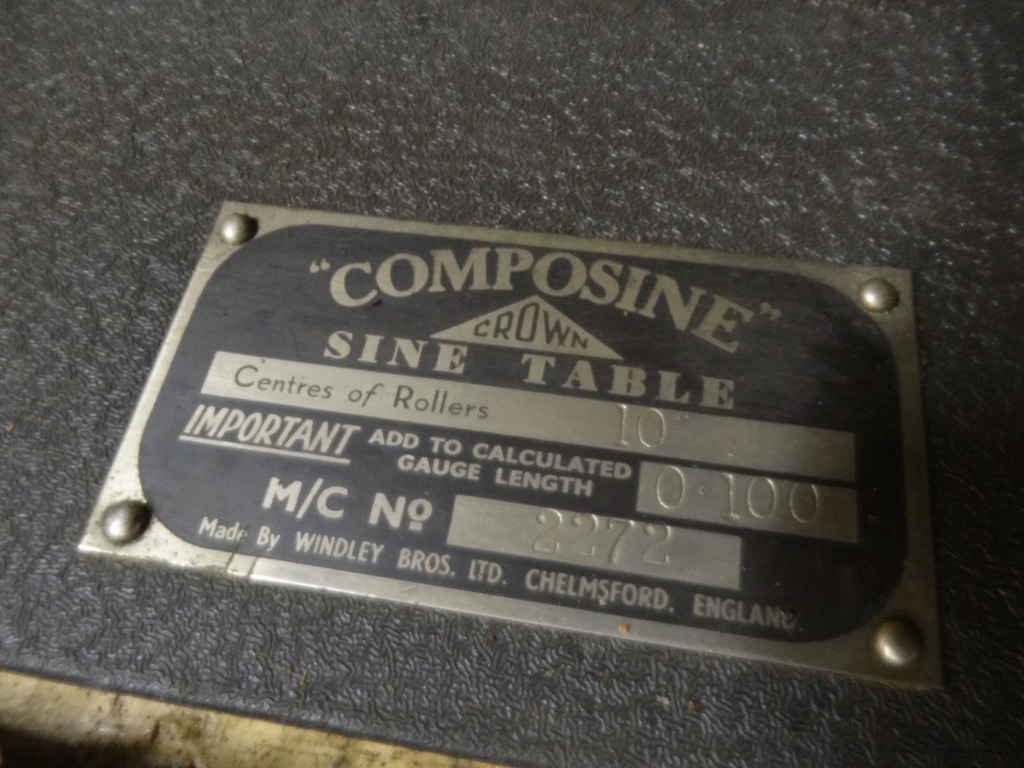 "COMPOSINE"
CROWN
SINE TABLE
Centres of Rollers 10"
IMPORTANT ADD TO CALCULATED
GAUGE LENGTH 0·100
M/C Nº 2272
Made By WINDLEY BROS. LTD. CHELMSFORD. ENGLAND.